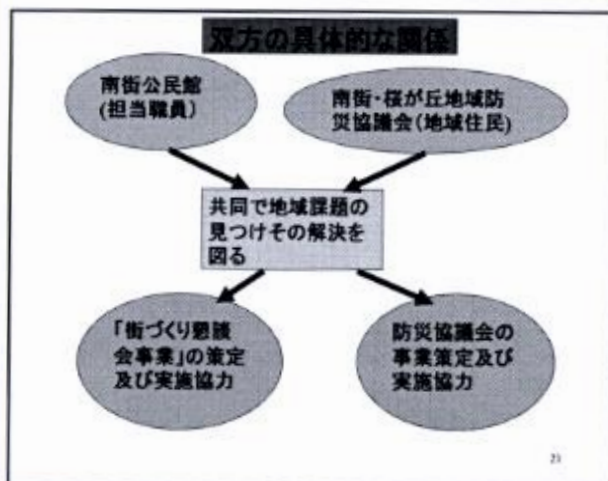 双方の具体的な関係
南街公民館
(担当職員)
南街・桜が丘地域防
災協議会(地域住民)
共同で地域課題の
見つけその解決を
図る
「街づくり懇談
会事業」の策定
及び実施協力
防災協議会の
事業策定及び
実施協力